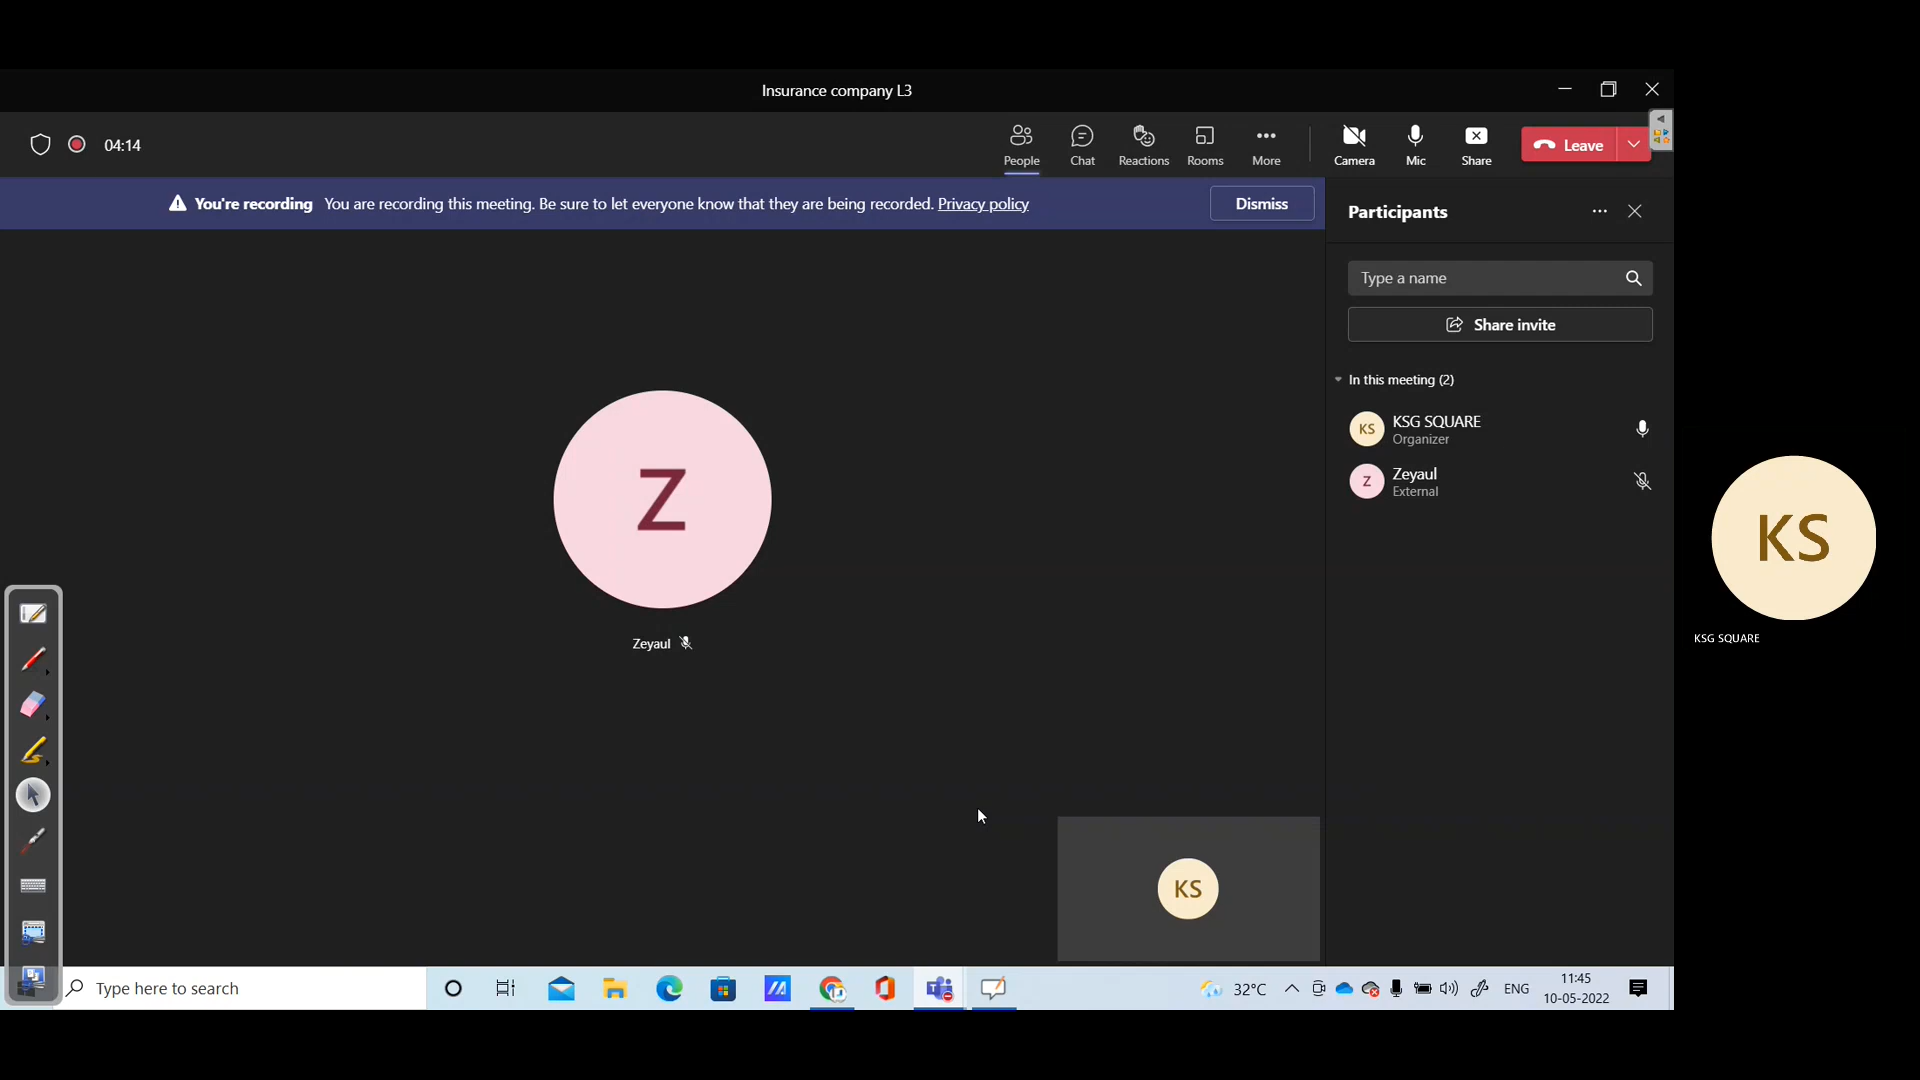 Insurance company L3
04:14
People
Chat
Reactions
Rooms
More
Camera
Mic
Share
Leave
You're recording You are recording this meeting. Be sure to let everyone know that they are being recorded. Privacy policy
Dismiss
Participants
Type a name
Share invite
In this meeting (2)
KS
KSG SQUARE
Organizer
Z
Zeyaul
External
Z
Zeyaul
KS
KS
KSG SQUARE
Type here to search
32°C
ENG
11:45
10-05-2022